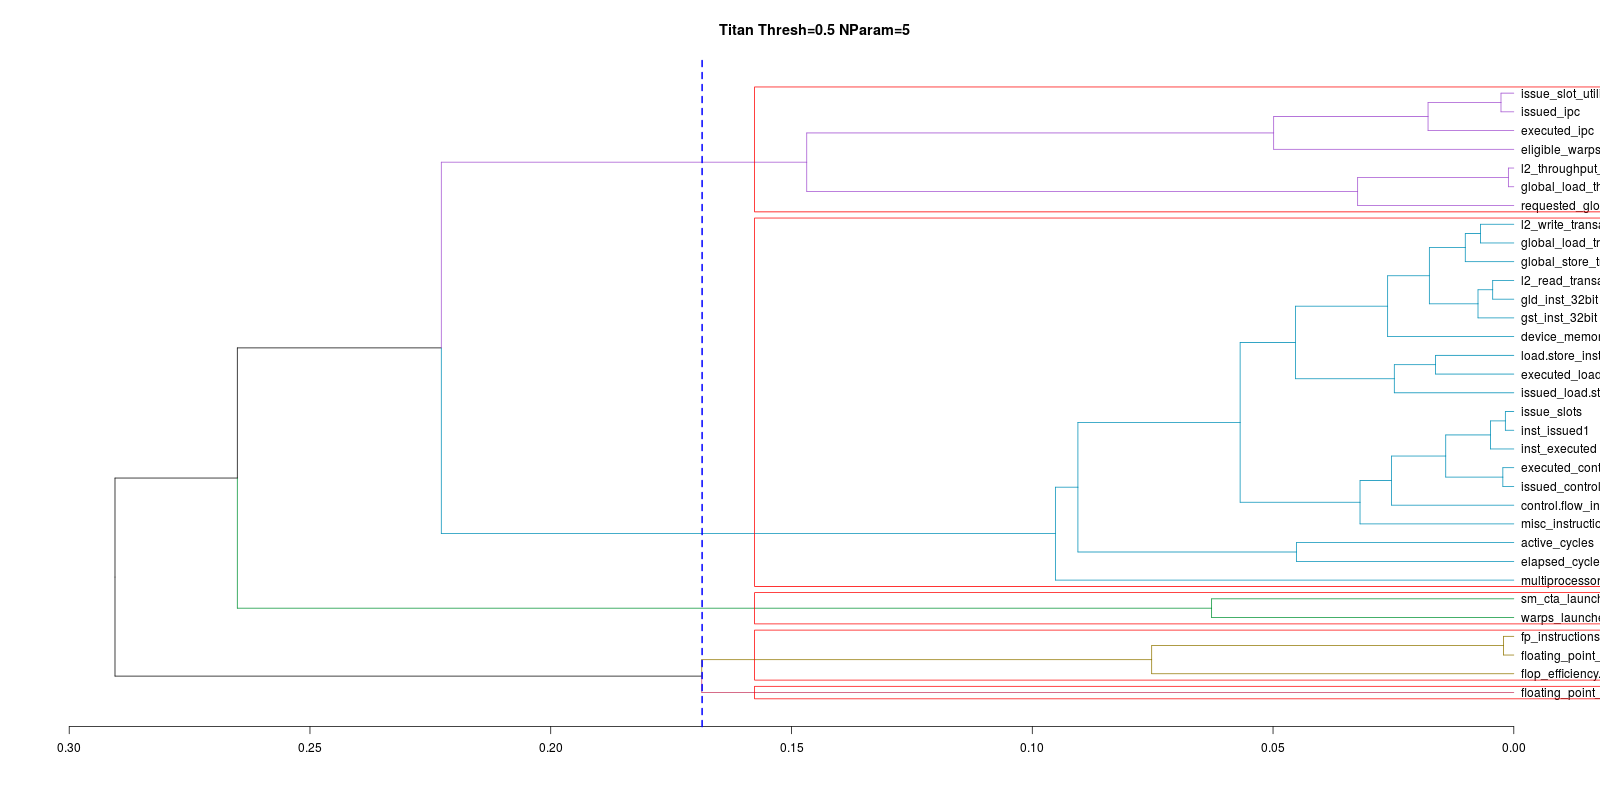 Titan Thresh=0.5 NParam=5
issue_slot_util
issued_ipc
executed_ipc
eligible_warps
l2_throughput_
global_load_th
requested_glo
l2_write_transa
global_load_tr
global_store_t
l2_read_transa
gld_inst_32bit
gst_inst_32bit
device_memor
load.store_inst
executed_load
issued_load.st
issue_slots
inst_issued1
inst_executed
executed_cont
issued_control
control.flow_in
misc_instructio
active_cycles
elapsed_cycle
multiprocessor
sm_cta_launch
warps_launche
fp_instructions
floating_point_
flop_efficiency.
floating_point_
0.30 0.25 0.20 0.15 0.10 0.05 0.00